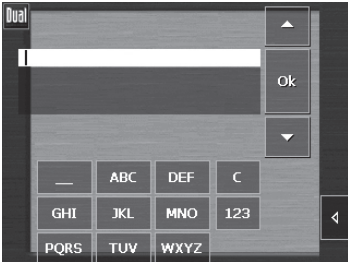 Dual
Ok
__ ABC DEF C
GHI JKL MNO 123
PQRS TUV WXYZ